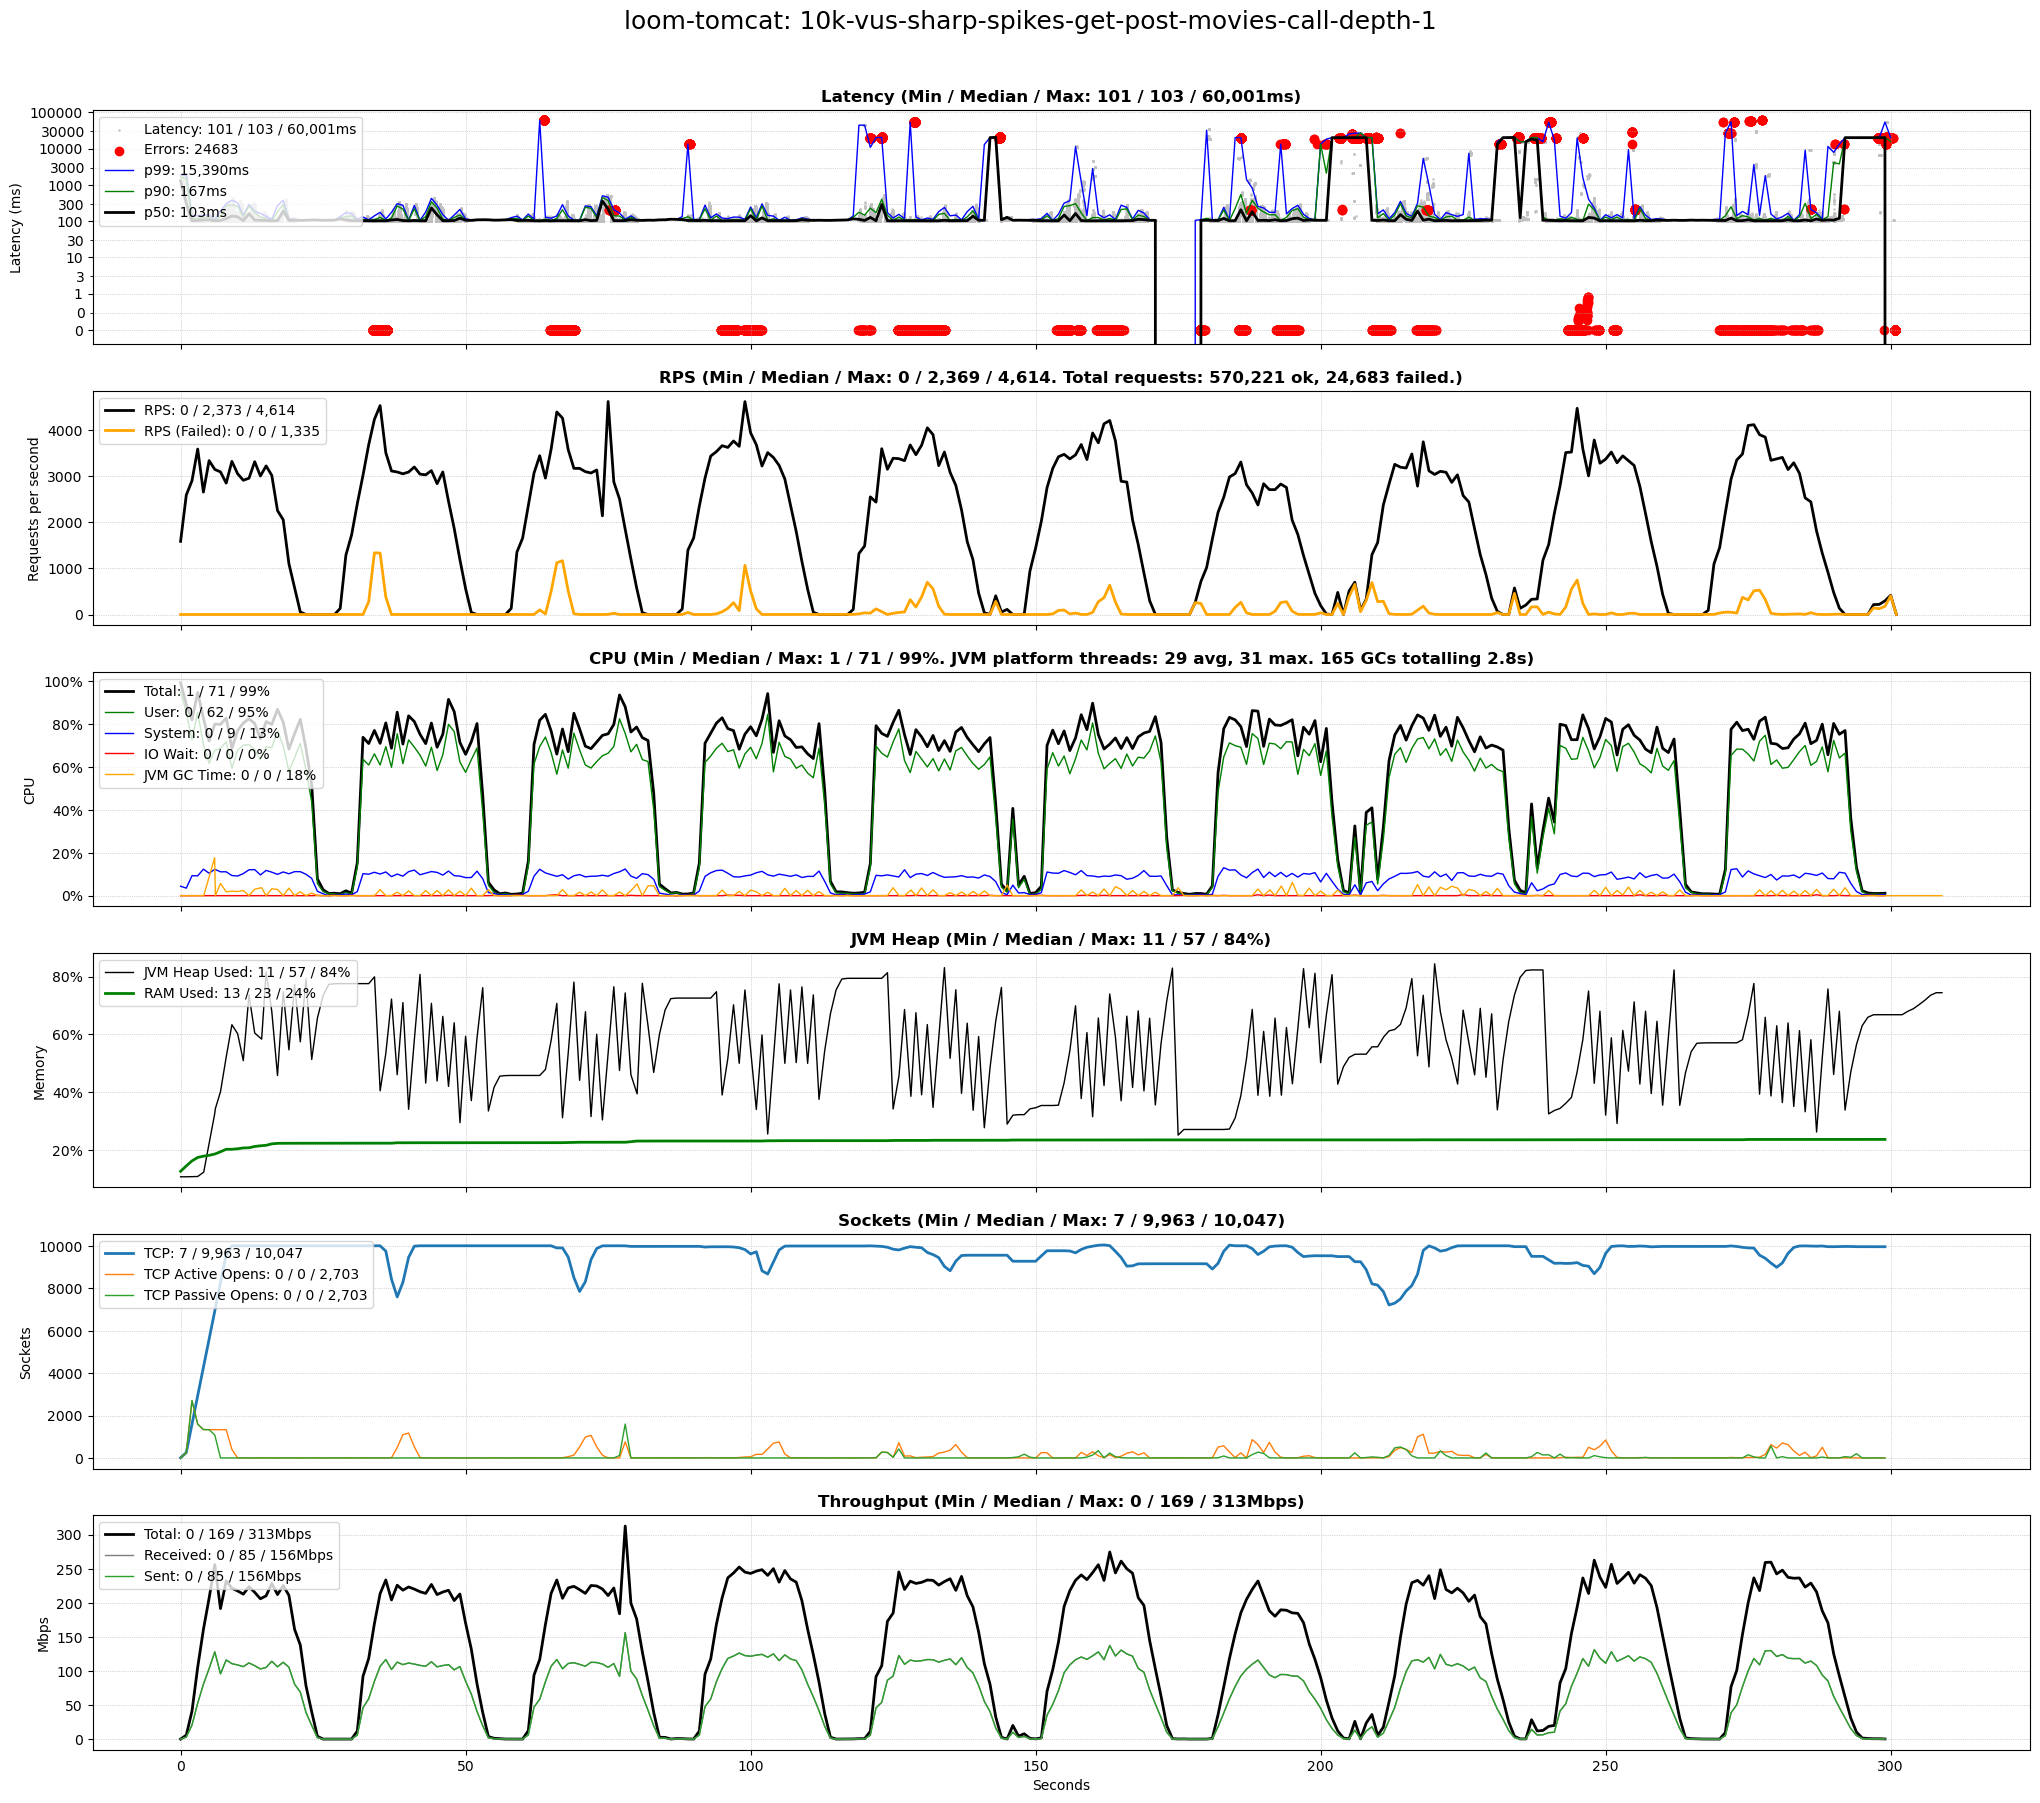 loom-tomcat: 10k-vus-sharp-spikes-get-post-movies-call-depth-1
Latency (Min / Median / Max: 101 / 103 / 60,001ms)
Latency (ms)
100000
30000
10000
3000
1000
300
100
30
10
3
1
0
0
Latency: 101 / 103 / 60,001ms
Errors: 24683
p99: 15,390ms
p90: 167ms
p50: 103ms
RPS (Min / Median / Max: 0 / 2,369 / 4,614. Total requests: 570,221 ok, 24,683 failed.)
Requests per second
4000
3000
2000
1000
0
RPS: 0 / 2,373 / 4,614
RPS (Failed): 0 / 0 / 1,335
CPU (Min / Median / Max: 1 / 71 / 99%. JVM platform threads: 29 avg, 31 max. 165 GCs totalling 2.8s)
CPU
100%
80%
60%
40%
20%
0%
Total: 1 / 71 / 99%
User: 0 / 62 / 95%
System: 0 / 9 / 13%
IO Wait: 0 / 0 / 0%
JVM GC Time: 0 / 0 / 18%
JVM Heap (Min / Median / Max: 11 / 57 / 84%)
Memory
80%
60%
40%
20%
JVM Heap Used: 11 / 57 / 84%
RAM Used: 13 / 23 / 24%
Sockets (Min / Median / Max: 7 / 9,963 / 10,047)
Sockets
10000
8000
6000
4000
2000
0
TCP: 7 / 9,963 / 10,047
TCP Active Opens: 0 / 0 / 2,703
TCP Passive Opens: 0 / 0 / 2,703
Throughput (Min / Median / Max: 0 / 169 / 313Mbps)
Mbps
300
250
200
150
100
50
0
Total: 0 / 169 / 313Mbps
Received: 0 / 85 / 156Mbps
Sent: 0 / 85 / 156Mbps
0 50 100 150 200 250 300
Seconds